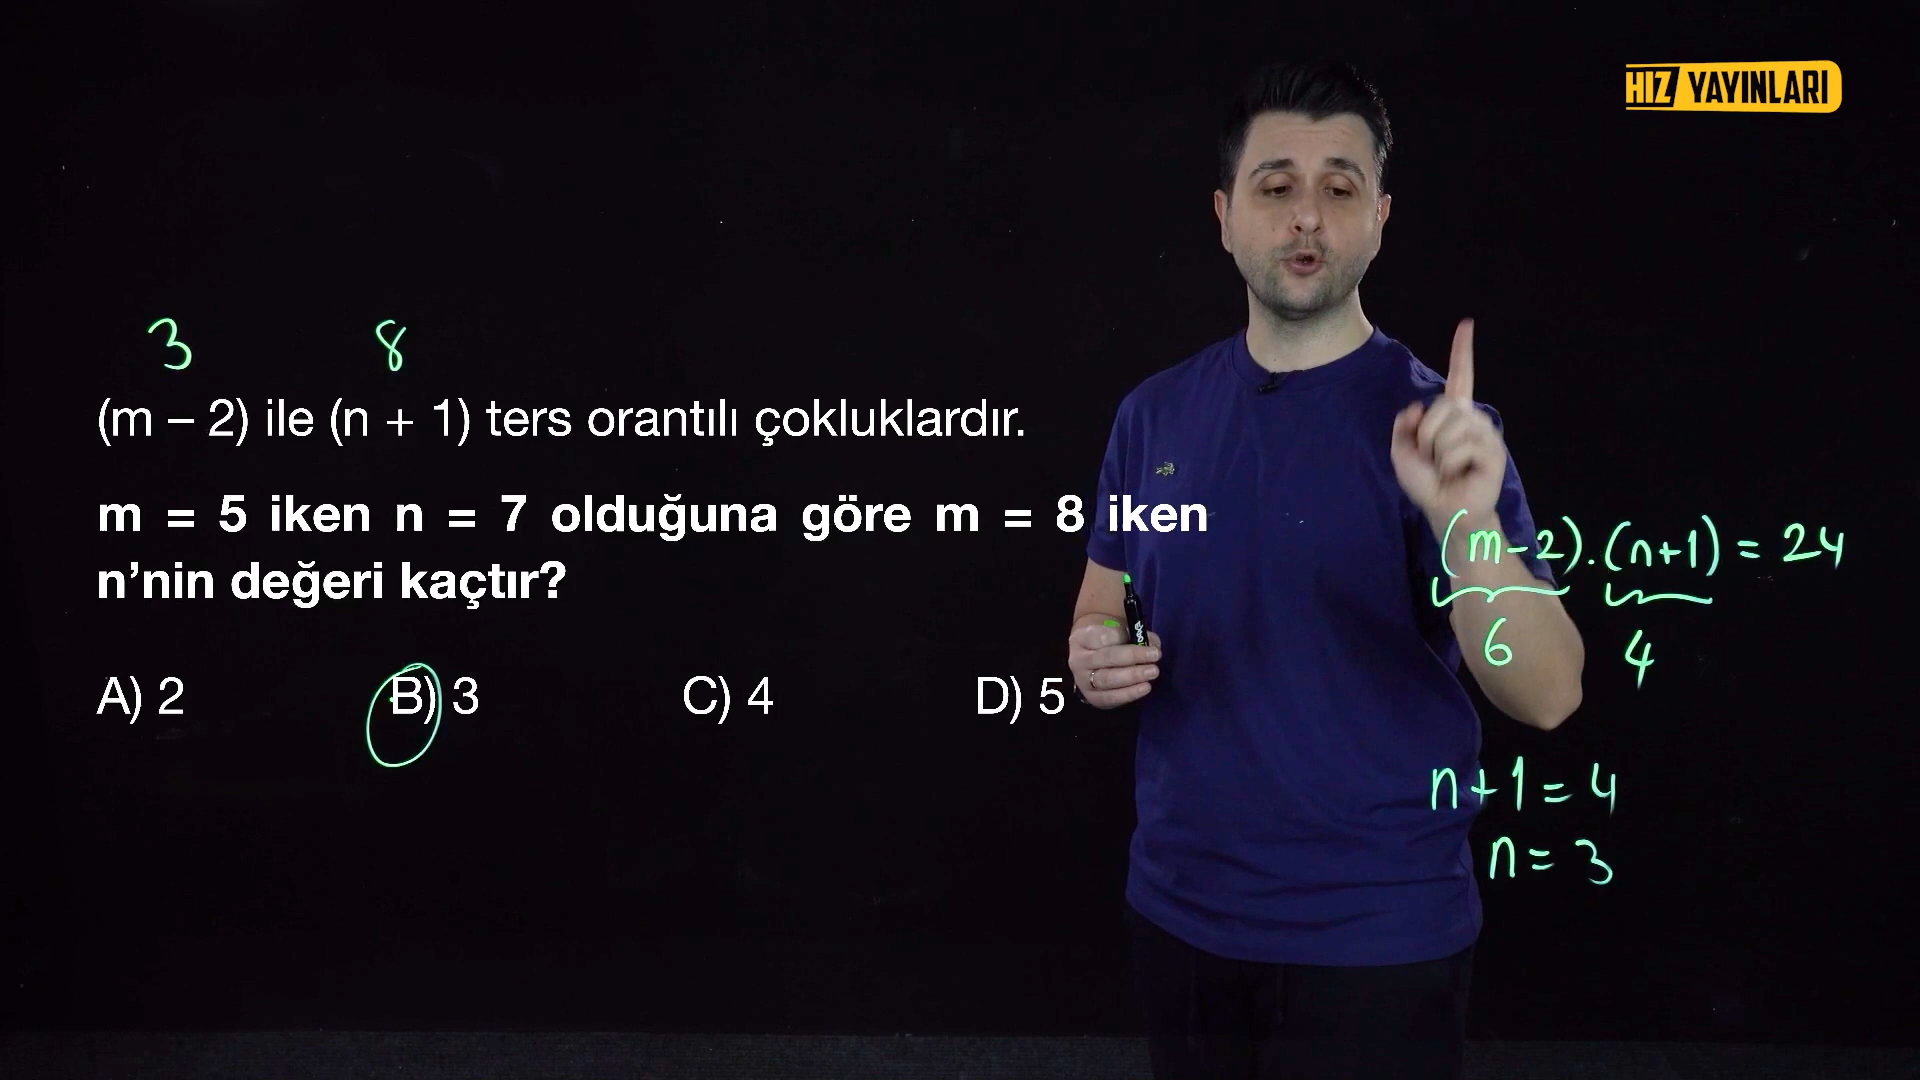 HIZ YAYINLARI
3 8
(m – 2) ile (n + 1) ters orantılı çokluklardır.
m = 5 iken n = 7 olduğuna göre m = 8 iken
n’nin değeri kaçtır?
A) 2 B) 3 C) 4 D) 5
(m-2).(n+1) = 24
6 4
n+1=4
n=3